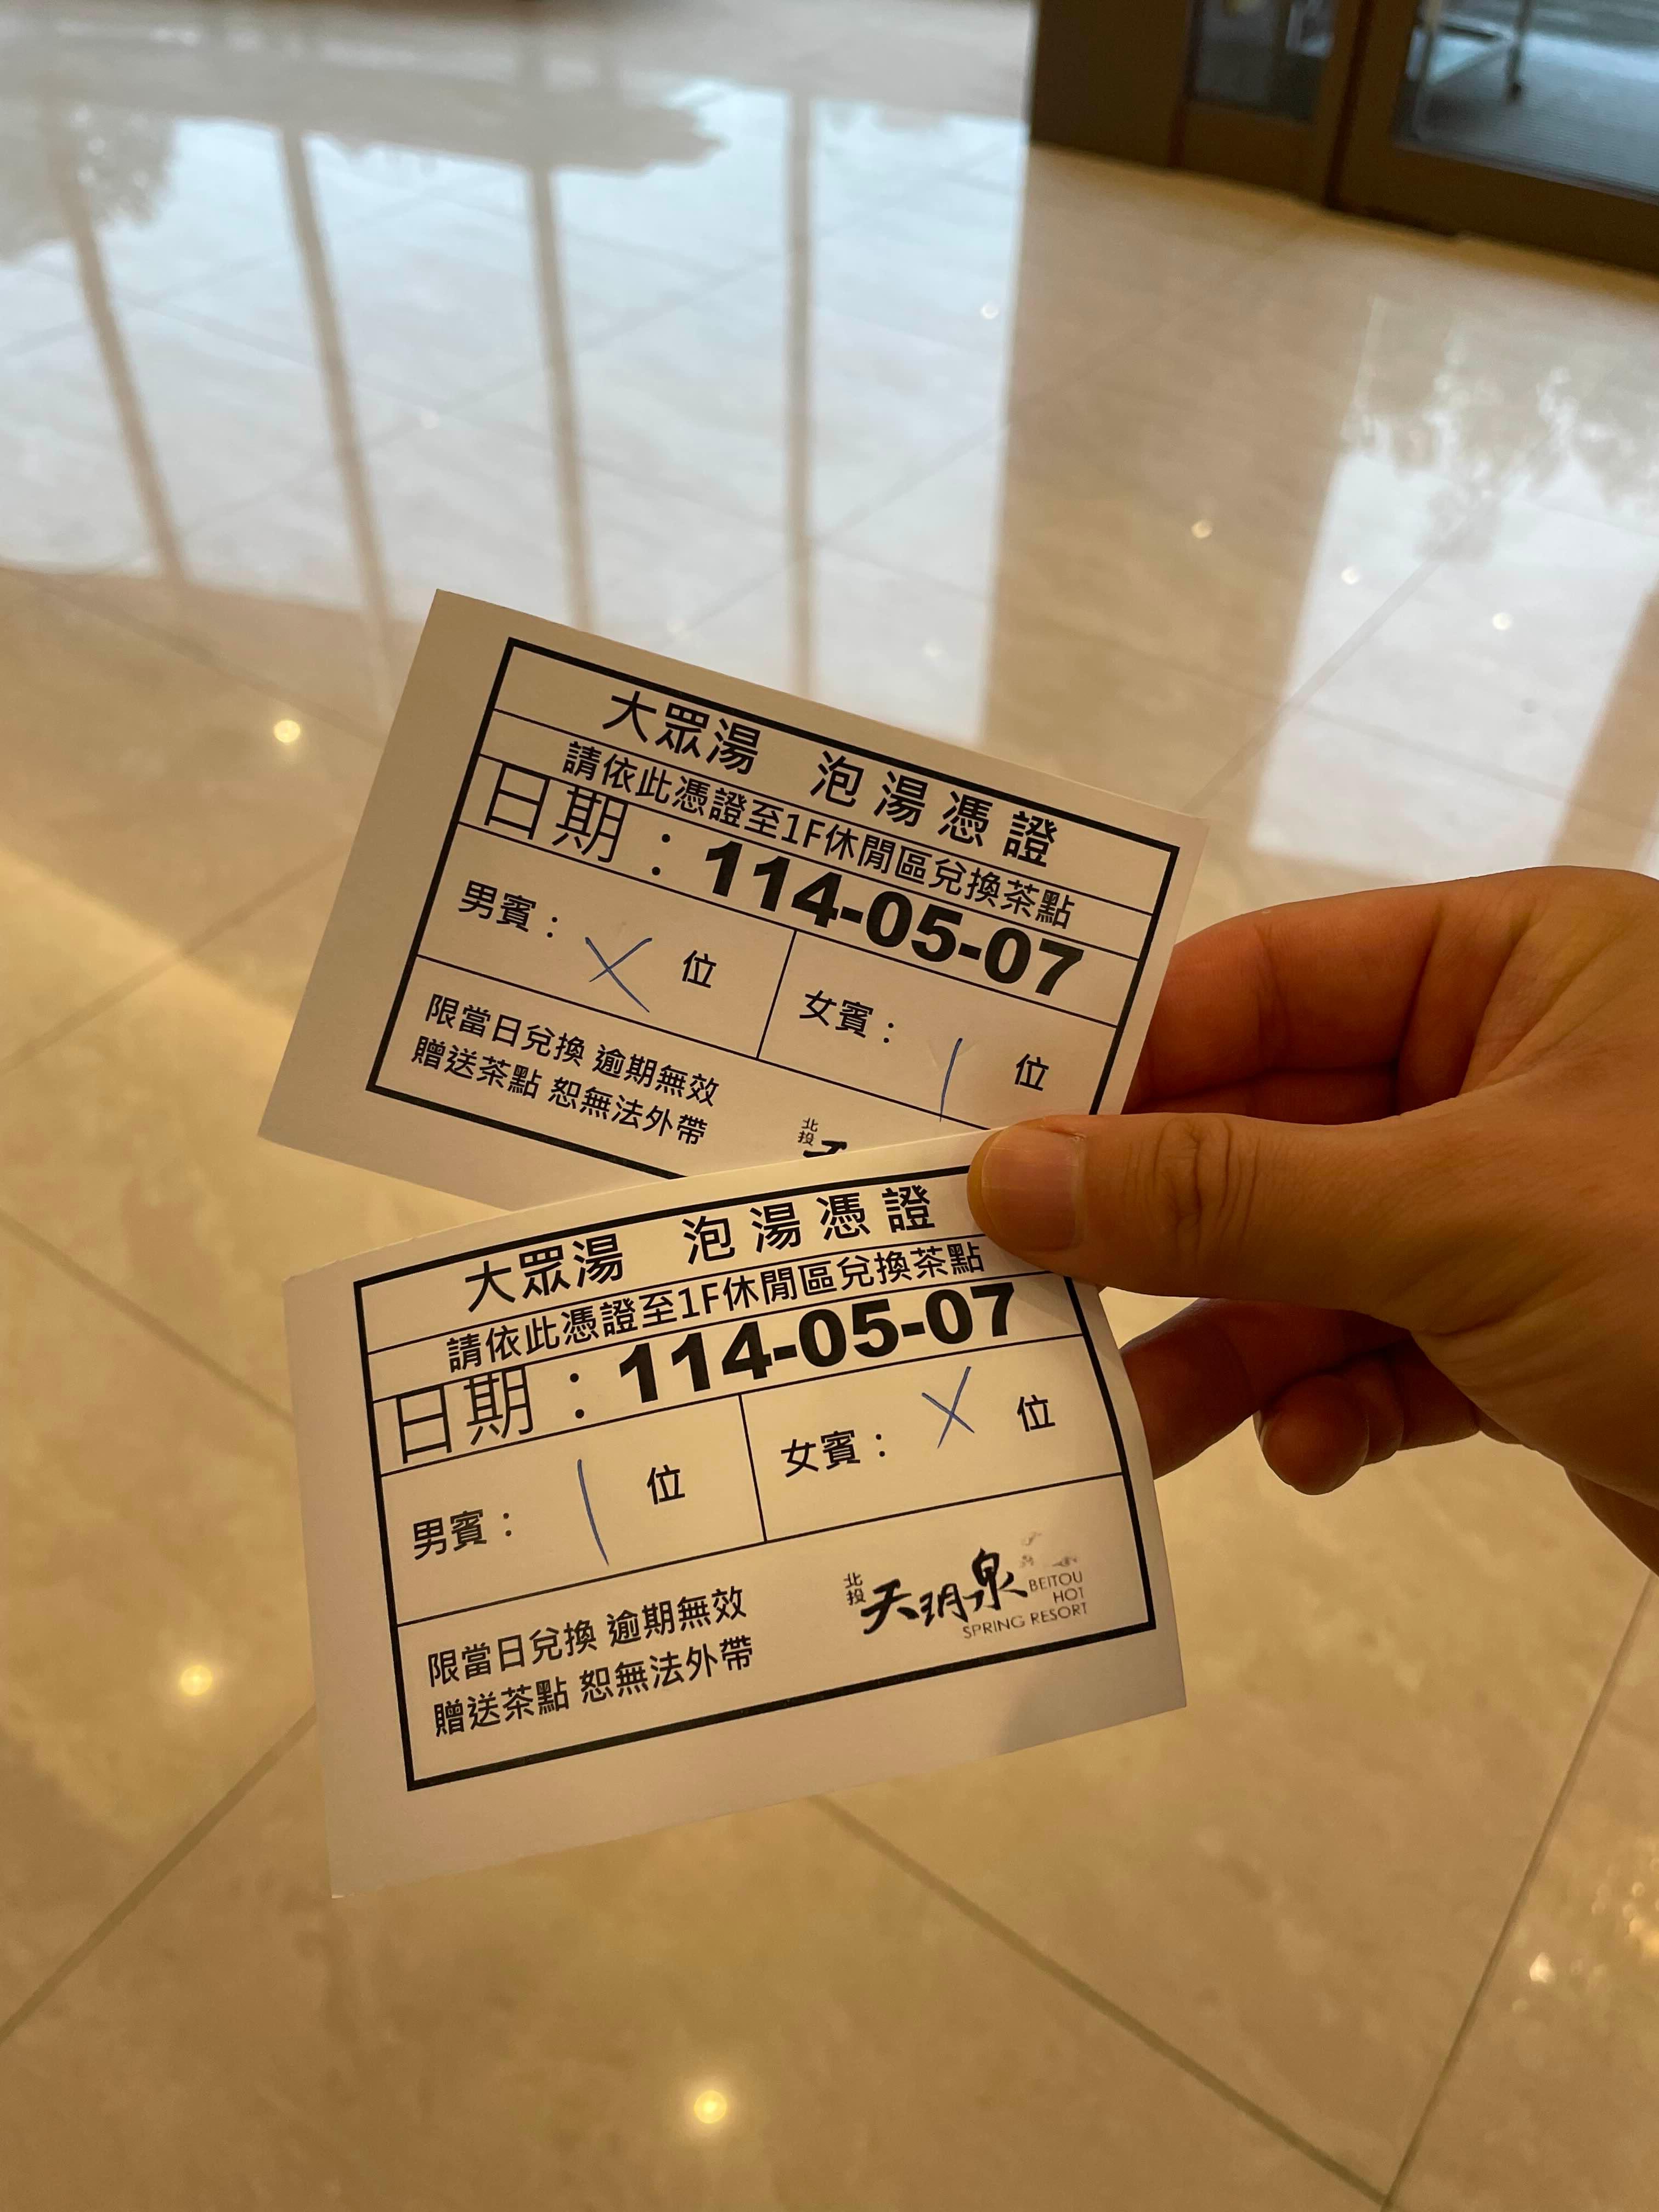 大眾湯 泡湯憑證
請依此憑證至1F休閒區兌換茶點
日期：114-05-07
男賓： X 位 女賓： 1 位
限當日兌換 逾期無效
贈送茶點 恕無法外帶
北投 天
大眾湯 泡湯憑證
請依此憑證至1F休閒區兌換茶點
日期：114-05-07
男賓： 1 位 女賓： X 位
限當日兌換 逾期無效
贈送茶點 恕無法外帶
北投 天玥泉
BEITOU
HOT
SPRING RESORT